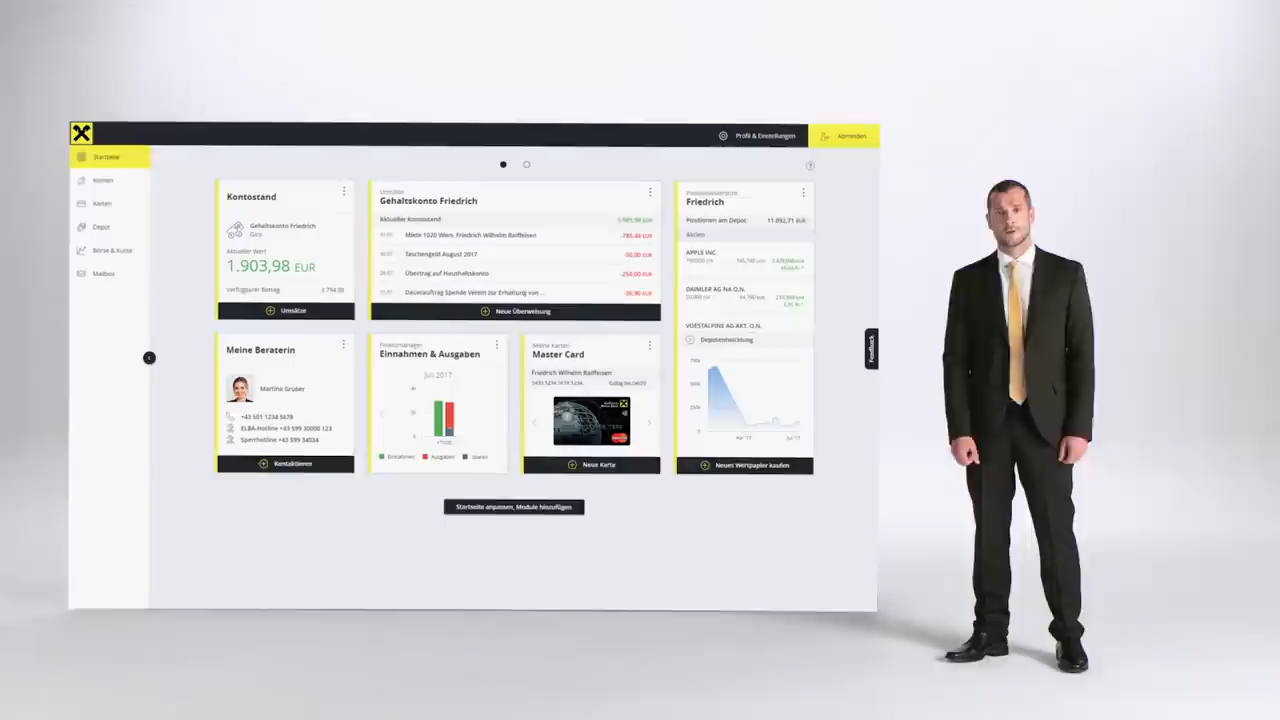 Profil & Einstellungen
Abmelden
Startseite
Konten
Karten
Depot
Börse & Kurse
Mailbox
Kontostand
Gehaltskonto Friedrich
Giro
Aktueller Wert
1.903,98 EUR
verfügbarer Betrag
Umsätze
Umsätze
Gehaltskonto Friedrich
Aktueller Kontostand
Miete 1020 Wien, Friedrich Wilhelm Raiffeisen -785,48 EUR
Taschengeld August 2017 -50,00 EUR
Übertrag auf Haushaltskonto -250,00 EUR
Dauerauftrag Spende Verein zur Erhaltung von ... -36,90 EUR
Neue Überweisung
Friedrich
Positionen am Depot: 11.092,71 EUR
Aktien
APPLE INC
DAIMLER AG NA O.N.
VOESTALPINE AG AKT. O.N.
Depotentwicklung
Neues Wertpapier kaufen
Meine Beraterin
Martina Gruber
+43 501 1234 5678
ELBA-Hotline +43 599 30000 123
Sperrhotline +43 599 34034
Kontaktieren
Finanzmanager
Einnahmen & Ausgaben
Juli 2017
Einnahmen Ausgaben Sparen
Meine Karten
Master Card
Friedrich Wilhelm Raiffeisen
Neue Karte
Feedback
Startseite anpassen, Module hinzufügen